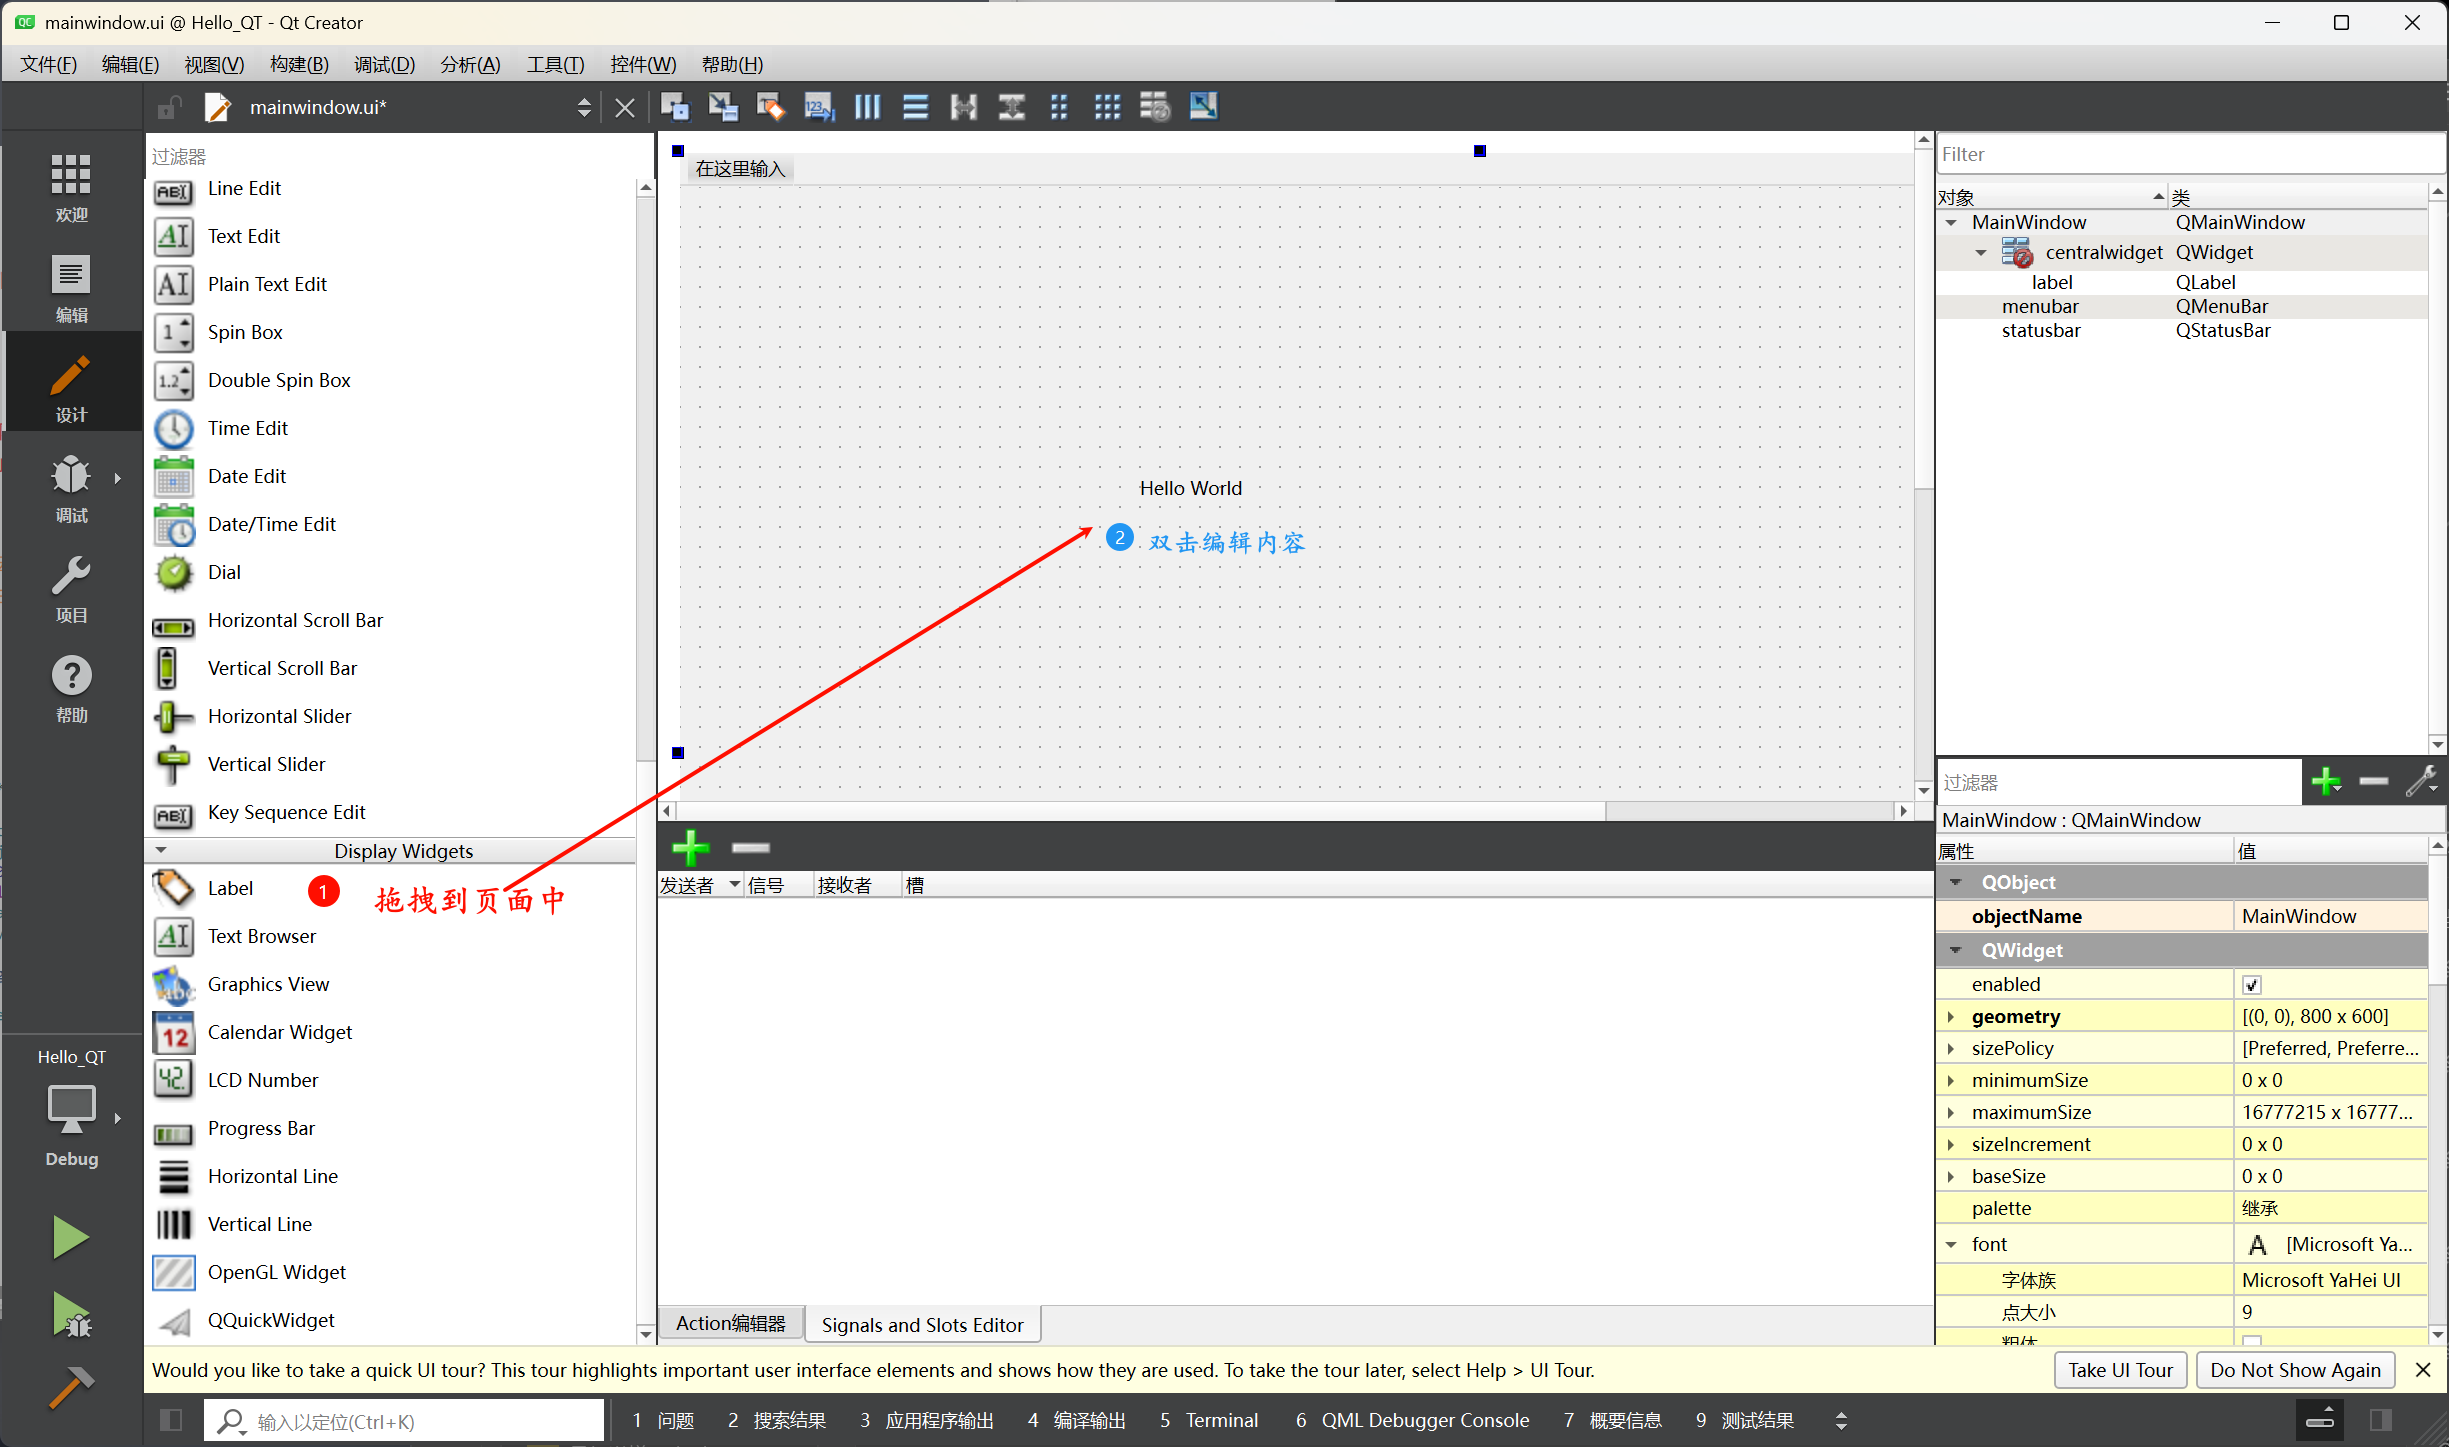 mainwindow.ui @ Hello_QT - Qt Creator
文件(F) 编辑(E) 视图(V) 构建(B) 调试(D) 分析(A) 工具(T) 控件(W) 帮助(H)
mainwindow.ui*
欢迎
编辑
设计
调试
项目
帮助
Hello_QT
Debug
过滤器
Line Edit
Text Edit
Plain Text Edit
Spin Box
Double Spin Box
Time Edit
Date Edit
Date/Time Edit
Dial
Horizontal Scroll Bar
Vertical Scroll Bar
Horizontal Slider
Vertical Slider
Key Sequence Edit
Display Widgets
Label
1 拖拽到页面中
Text Browser
Graphics View
Calendar Widget
LCD Number
Progress Bar
Horizontal Line
Vertical Line
OpenGL Widget
QQuickWidget
在这里输入
Hello World
2 双击编辑内容
发送者 信号 接收者 槽
Action编辑器 Signals and Slots Editor
Filter
对象 类
MainWindow QMainWindow
centralwidget QWidget
label QLabel
menubar QMenuBar
statusbar QStatusBar
过滤器
MainWindow : QMainWindow
属性 值
QObject
objectName MainWindow
QWidget
enabled
geometry [(0, 0), 800 x 600]
sizePolicy [Preferred, Preferre...
minimumSize 0 x 0
maximumSize 16777215 x 16777...
sizeIncrement 0 x 0
baseSize 0 x 0
palette 继承
font A [Microsoft Ya...
字体族 Microsoft YaHei UI
点大小 9
粗体
Would you like to take a quick UI tour? This tour highlights important user interface elements and shows how they are used. To take the tour later, select Help > UI Tour.
Take UI Tour Do Not Show Again
输入以定位(Ctrl+K) 1 问题 2 搜索结果 3 应用程序输出 4 编译输出 5 Terminal 6 QML Debugger Console 7 概要信息 9 测试结果